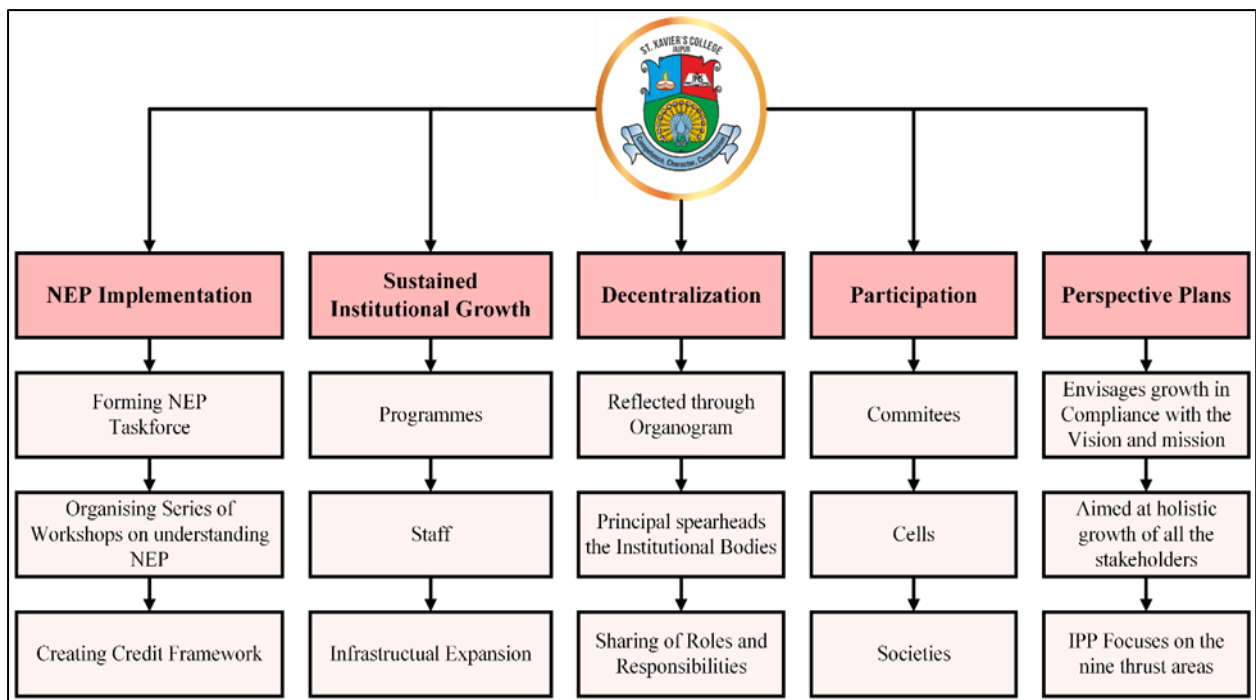 ST. XAVIER'S COLLEGE
JAIPUR
IHS
Competence, Character, Compassion
NEP Implementation
Sustained
Institutional Growth
Decentralization
Participation
Perspective Plans
Forming NEP
Taskforce
Programmes
Reflected through
Organogram
Commitees
Envisages growth in
Compliance with the
Vision and mission
Organising Series of
Workshops on understanding
NEP
Staff
Principal spearheads
the Institutional Bodies
Cells
Aimed at holistic
growth of all the
stakeholders
Creating Credit Framework
Infrastructual Expansion
Sharing of Roles and
Responsibilities
Societies
IPP Focuses on the
nine thrust areas